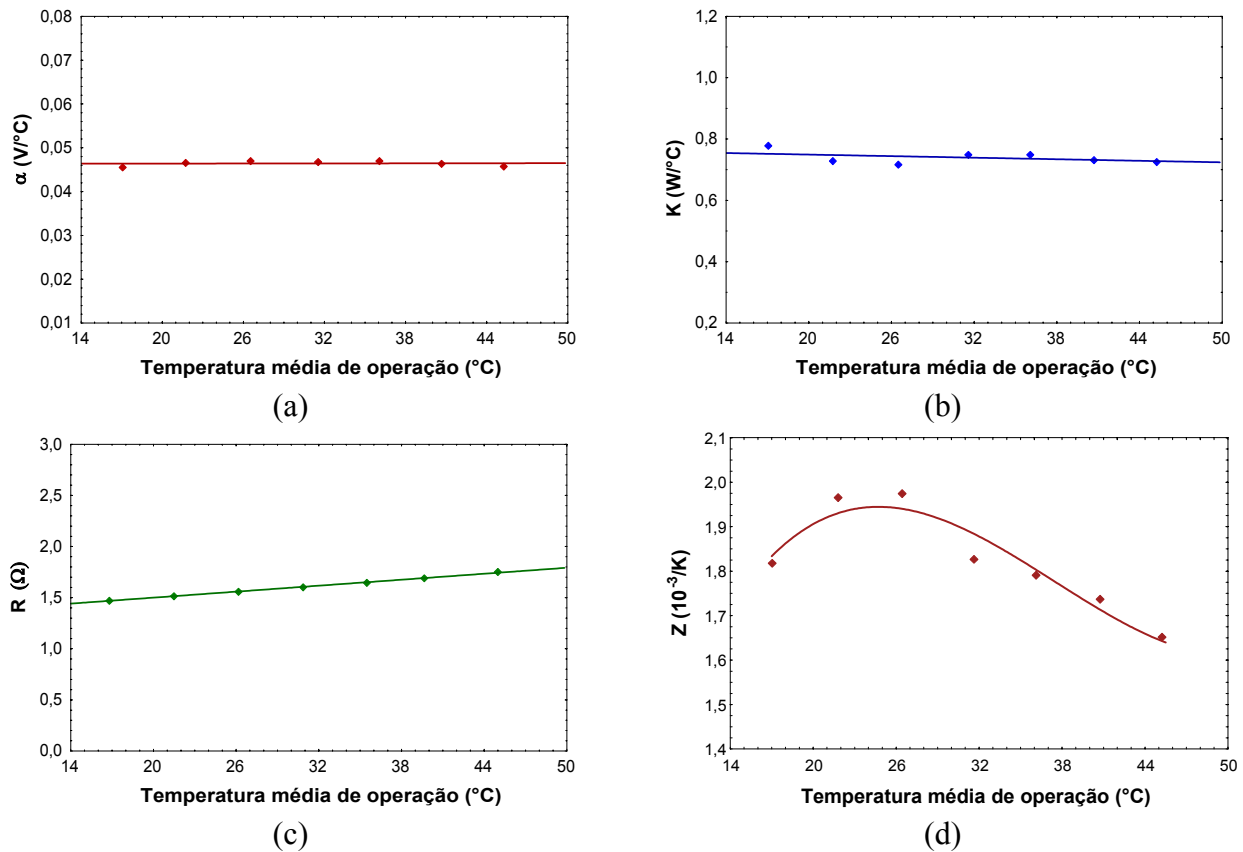 0,08
0,07
0,06
0,05
0,04
0,03
0,02
0,01
α (V/°C)
14 20 26 32 38 44 50
Temperatura média de operação (°C)
(a)
1,2
1,0
0,8
0,6
0,4
0,2
K (W/°C)
14 20 26 32 38 44 50
Temperatura média de operação (°C)
(b)
3,0
2,5
2,0
1,5
1,0
0,5
0,0
R (Ω)
14 20 26 32 38 44 50
Temperatura média de operação (°C)
(c)
2,1
2,0
1,9
1,8
1,7
1,6
1,5
1,4
Z (10⁻³/K)
14 20 26 32 38 44 50
Temperatura média de operação (°C)
(d)